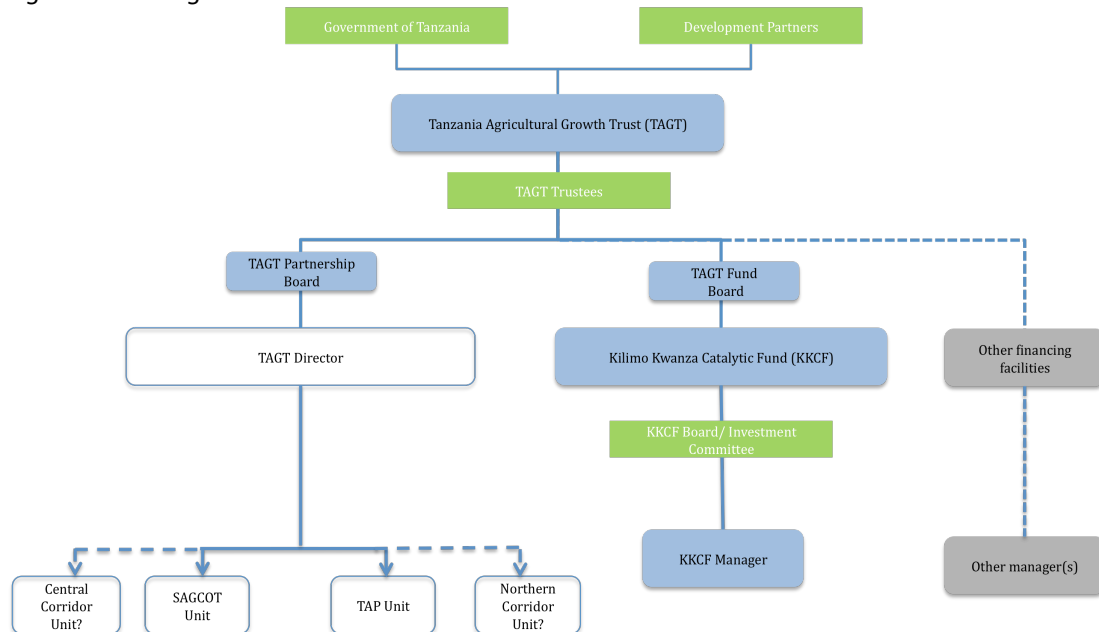 Government of Tanzania
Development Partners
Tanzania Agricultural Growth Trust (TAGT)
TAGT Trustees
TAGT Partnership
Board
TAGT Fund
Board
TAGT Director
Kilimo Kwanza Catalytic Fund (KKCF)
Other financing
facilities
KKCF Board/ Investment
Committee
KKCF Manager
Other manager(s)
Central
Corridor
Unit?
SAGCOT
Unit
TAP Unit
Northern
Corridor
Unit?